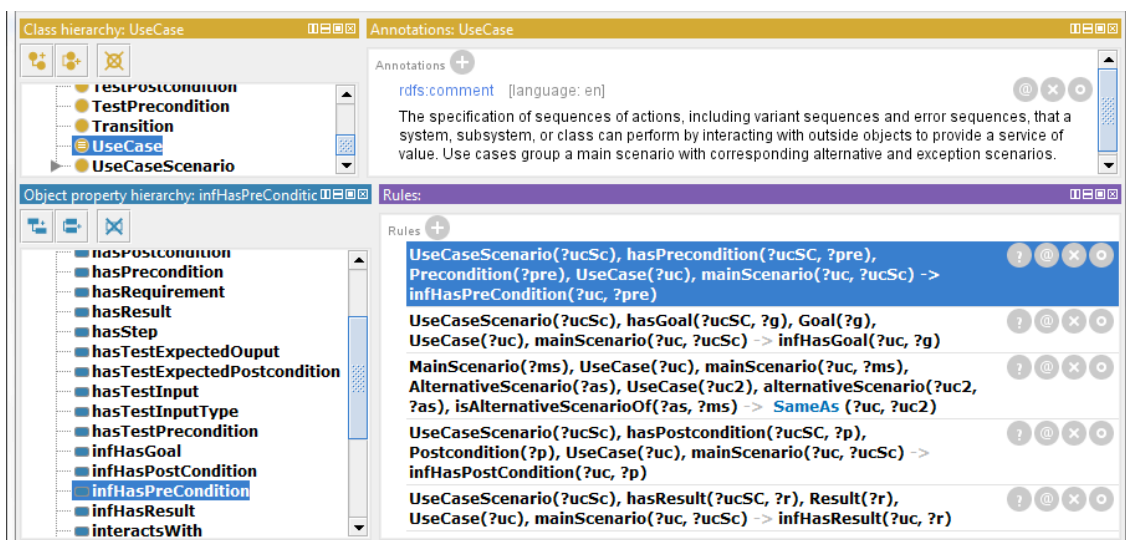 Class hierarchy: UseCase
TestPostcondition
TestPrecondition
Transition
UseCase
UseCaseScenario
Annotations: UseCase
Annotations
rdfs:comment [language: en]
The specification of sequences of actions, including variant sequences and error sequences, that a
system, subsystem, or class can perform by interacting with outside objects to provide a service of
value. Use cases group a main scenario with corresponding alternative and exception scenarios.
Object property hierarchy: infHasPreConditic
hasPostcondition
hasPrecondition
hasRequirement
hasResult
hasStep
hasTestExpectedOuput
hasTestExpectedPostcondition
hasTestInput
hasTestInputType
hasTestPrecondition
infHasGoal
infHasPostCondition
infHasPreCondition
infHasResult
interactsWith
Rules:
Rules
UseCaseScenario(?ucSc), hasPrecondition(?ucSC, ?pre),
Precondition(?pre), UseCase(?uc), mainScenario(?uc, ?ucSc) ->
infHasPreCondition(?uc, ?pre)
UseCaseScenario(?ucSc), hasGoal(?ucSC, ?g), Goal(?g),
UseCase(?uc), mainScenario(?uc, ?ucSc) -> infHasGoal(?uc, ?g)
MainScenario(?ms), UseCase(?uc), mainScenario(?uc, ?ms),
AlternativeScenario(?as), UseCase(?uc2), alternativeScenario(?uc2,
?as), isAlternativeScenarioOf(?as, ?ms) -> SameAs (?uc, ?uc2)
UseCaseScenario(?ucSc), hasPostcondition(?ucSC, ?p),
Postcondition(?p), UseCase(?uc), mainScenario(?uc, ?ucSc) ->
infHasPostCondition(?uc, ?p)
UseCaseScenario(?ucSc), hasResult(?ucSC, ?r), Result(?r),
UseCase(?uc), mainScenario(?uc, ?ucSc) -> infHasResult(?uc, ?r)